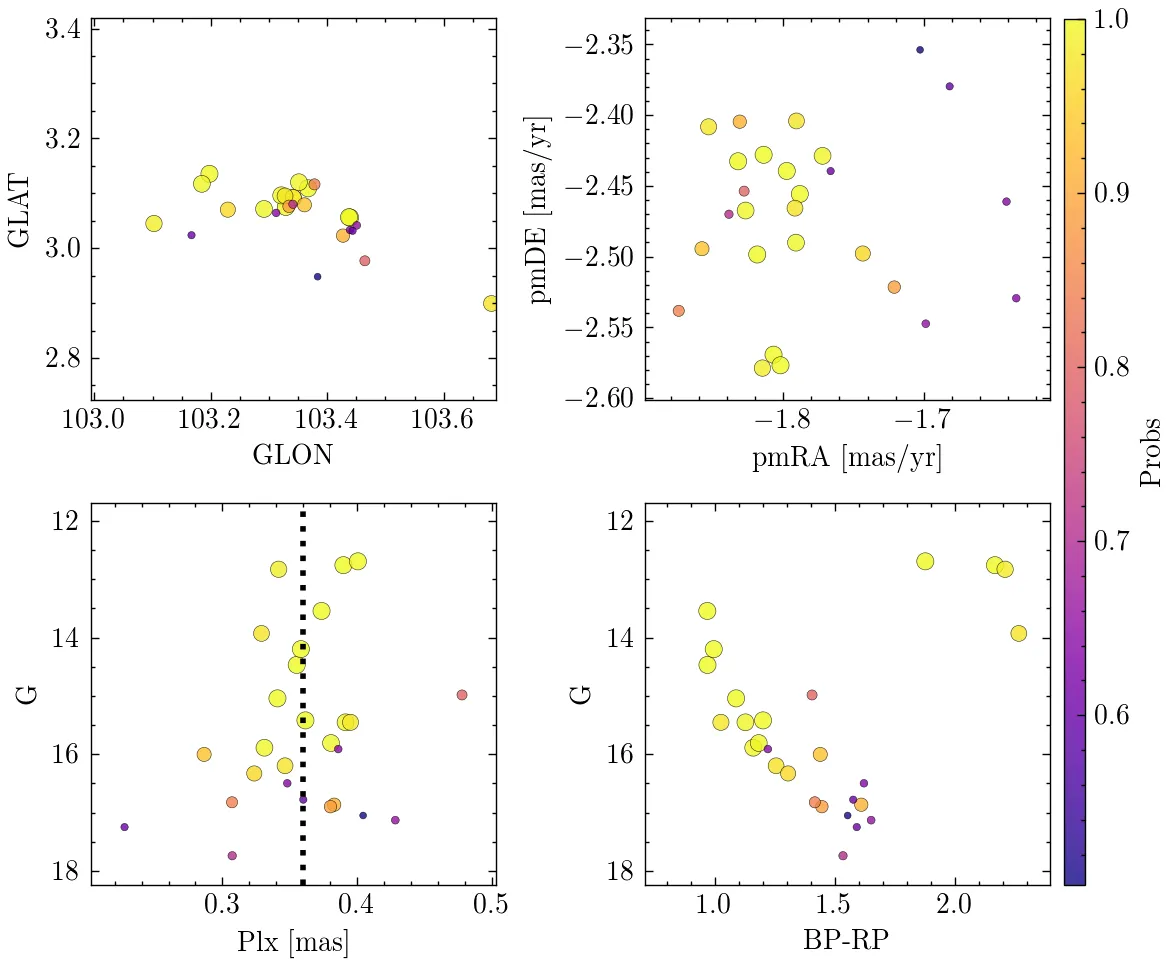 3.4
3.2
3.0
2.8
GLAT
103.0 103.2 103.4 103.6
GLON
−2.35
−2.40
−2.45
−2.50
−2.55
−2.60
pmDE [mas/yr]
−1.8 −1.7
pmRA [mas/yr]
1.0
0.9
0.8
0.7
0.6
Probs
12
14
16
18
G
0.3 0.4 0.5
Plx [mas]
12
14
16
18
G
1.0 1.5 2.0
BP-RP